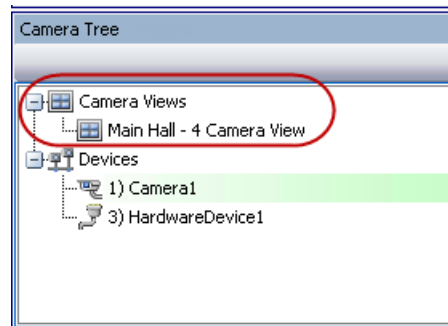 Camera Tree
Camera Views
Main Hall - 4 Camera View
Devices
1) Camera1
3) HardwareDevice1